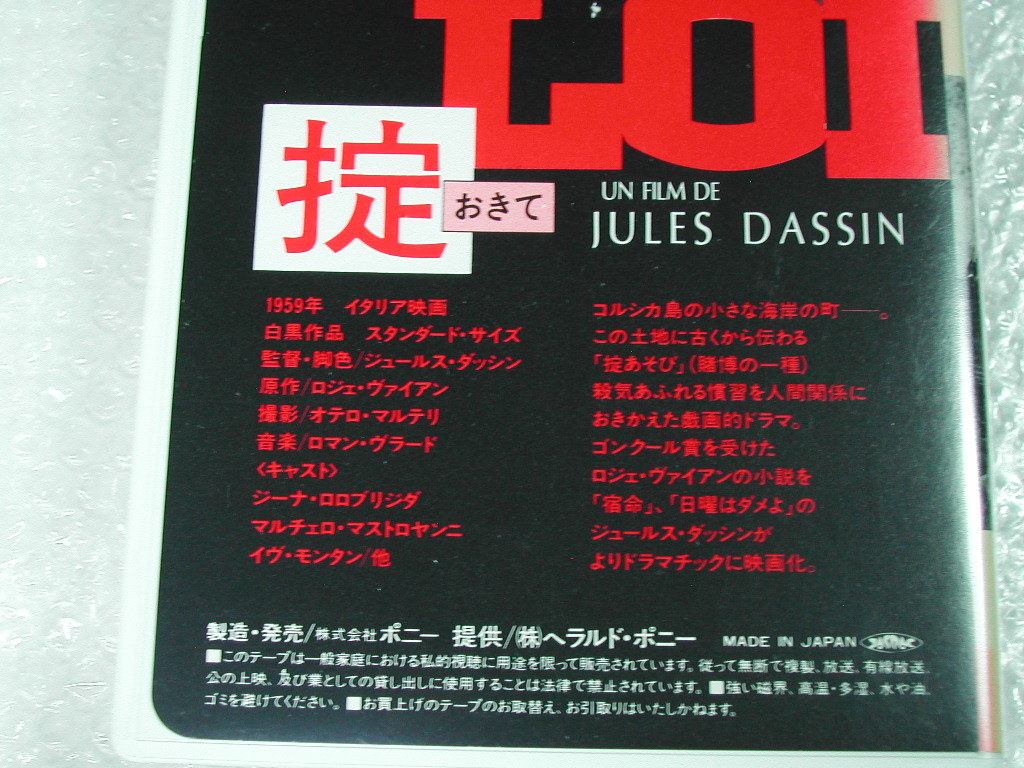 LOI
掟
おきて
UN FILM DE
JULES DASSIN
1959年 イタリア映画
白黒作品 スタンダード・サイズ
監督・脚色/ジュールス・ダッシン
原作/ロジェ・ヴァイアン
撮影/オテロ・マルテリ
音楽/ロマン・ヴラード
〈キャスト〉
ジーナ・ロロブリジダ
マルチェロ・マストロヤンニ
イヴ・モンタン/他
コルシカ島の小さな海岸の町──。
この土地に古くから伝わる
「掟あそび」(賭博の一種)
殺気あふれる慣習を人間関係に
おきかえた戯画的ドラマ。
ゴンクール賞を受けた
ロジェ・ヴァイアンの小説を
「宿命」、「日曜はダメよ」の
ジュールス・ダッシンが
よりドラマチックに映画化。
製造・発売/株式会社ポニー 提供/㈱ヘラルド・ポニー MADE IN JAPAN JASRAC
■このテープは一般家庭における私的視聴に用途を限って販売されています。従って無断で複製、放送、有線放送、
公の上映、及び業としての貸し出しに使用することは法律で禁止されています。■強い磁界、高温・多湿、水や油、
ゴミを避けてください。■お買上げのテープのお取替え、お引取りはいたしかねます。